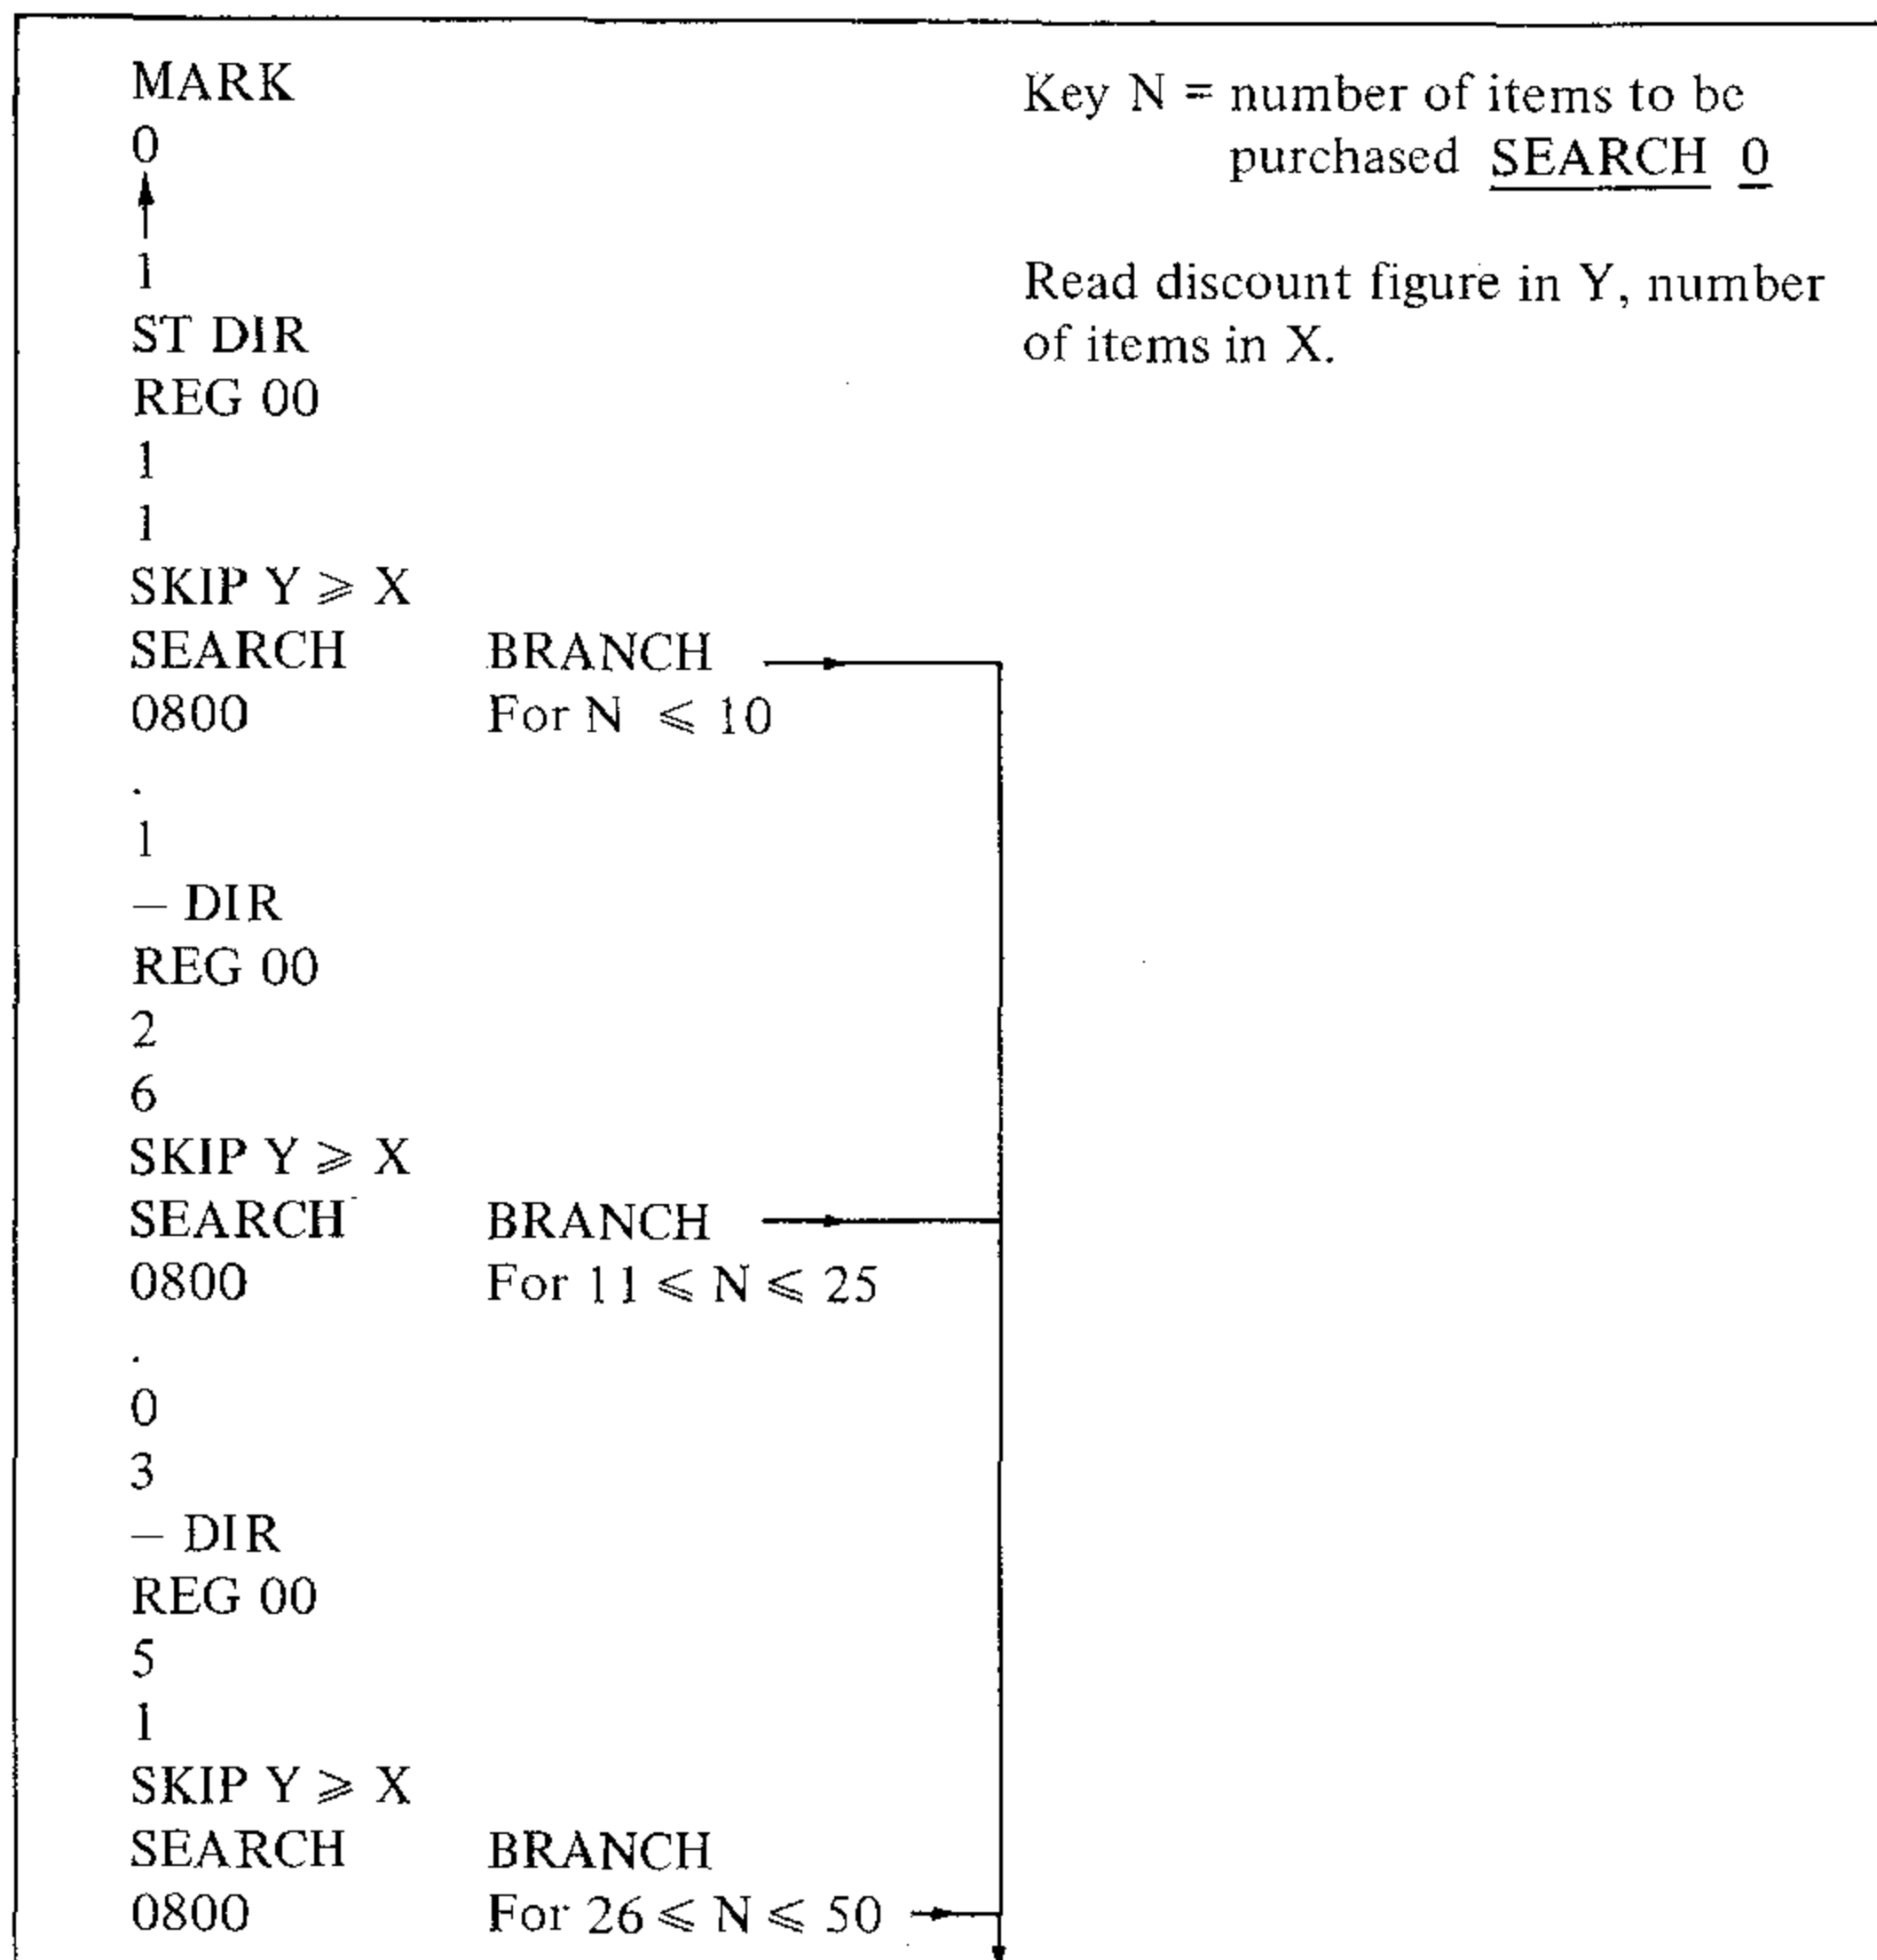 MARK
0
↑
1
ST DIR
REG 00
1
1
SKIP Y ⩾ X
SEARCH BRANCH
0800 For N ⩽ 10
.
1
– DIR
REG 00
2
6
SKIP Y ⩾ X
SEARCH BRANCH
0800 For 11 ⩽ N ⩽ 25
.
0
3
– DIR
REG 00
5
1
SKIP Y ⩾ X
SEARCH BRANCH
0800 For 26 ⩽ N ⩽ 50
Key N = number of items to be
purchased SEARCH 0
Read discount figure in Y, number
of items in X.